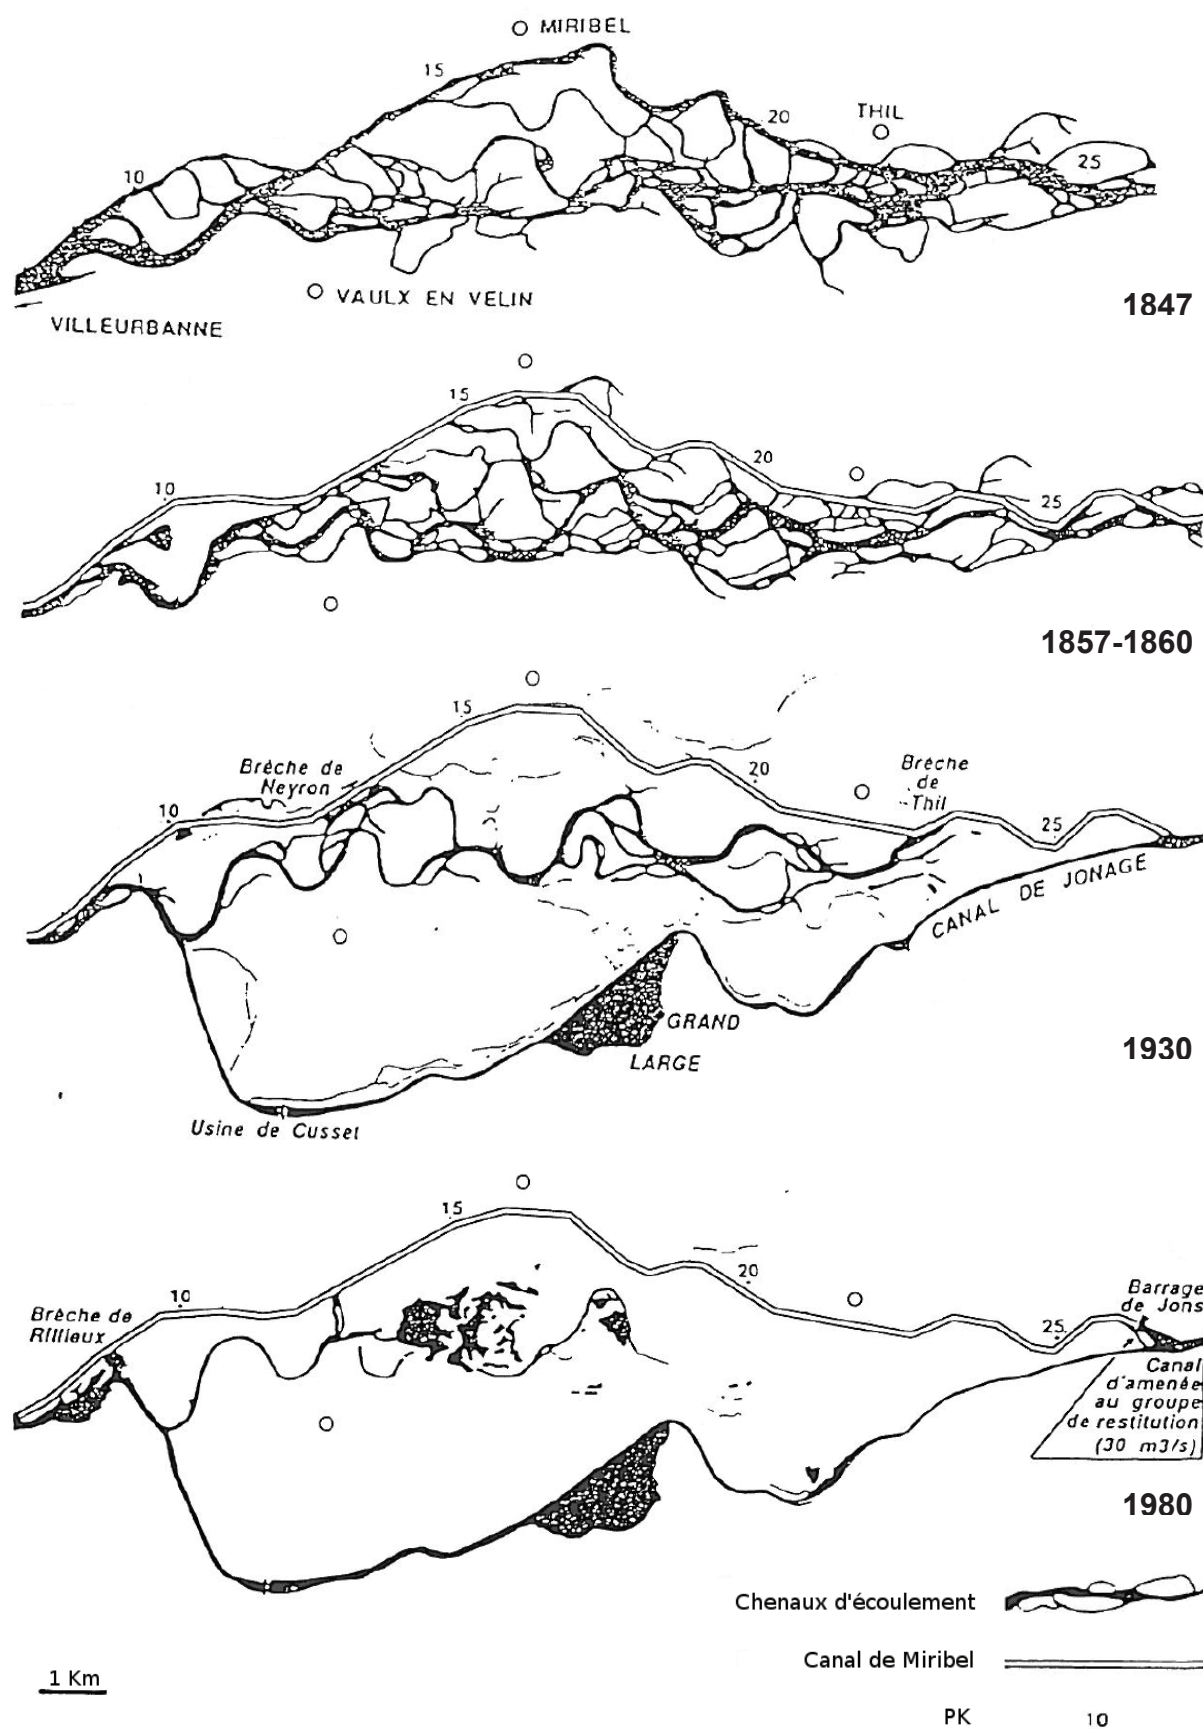 MIRIBEL
15
THIL
20
25
10
VAULX EN VELIN
1847
VILLEURBANNE
15
20
10
25
1857-1860
15
Brèche de
Neyron
20
Brèche
de
Thil
10
25
CANAL DE JONAGE
GRAND
LARGE
1930
Usine de Cusset
15
20
Barrage
de Jons
10
Brèche de
Rillieux
25
Canal
d'amenée
au groupe
de restitution
(30 m3/s)
1980
Chenaux d'écoulement
Canal de Miribel
1 Km
PK 10